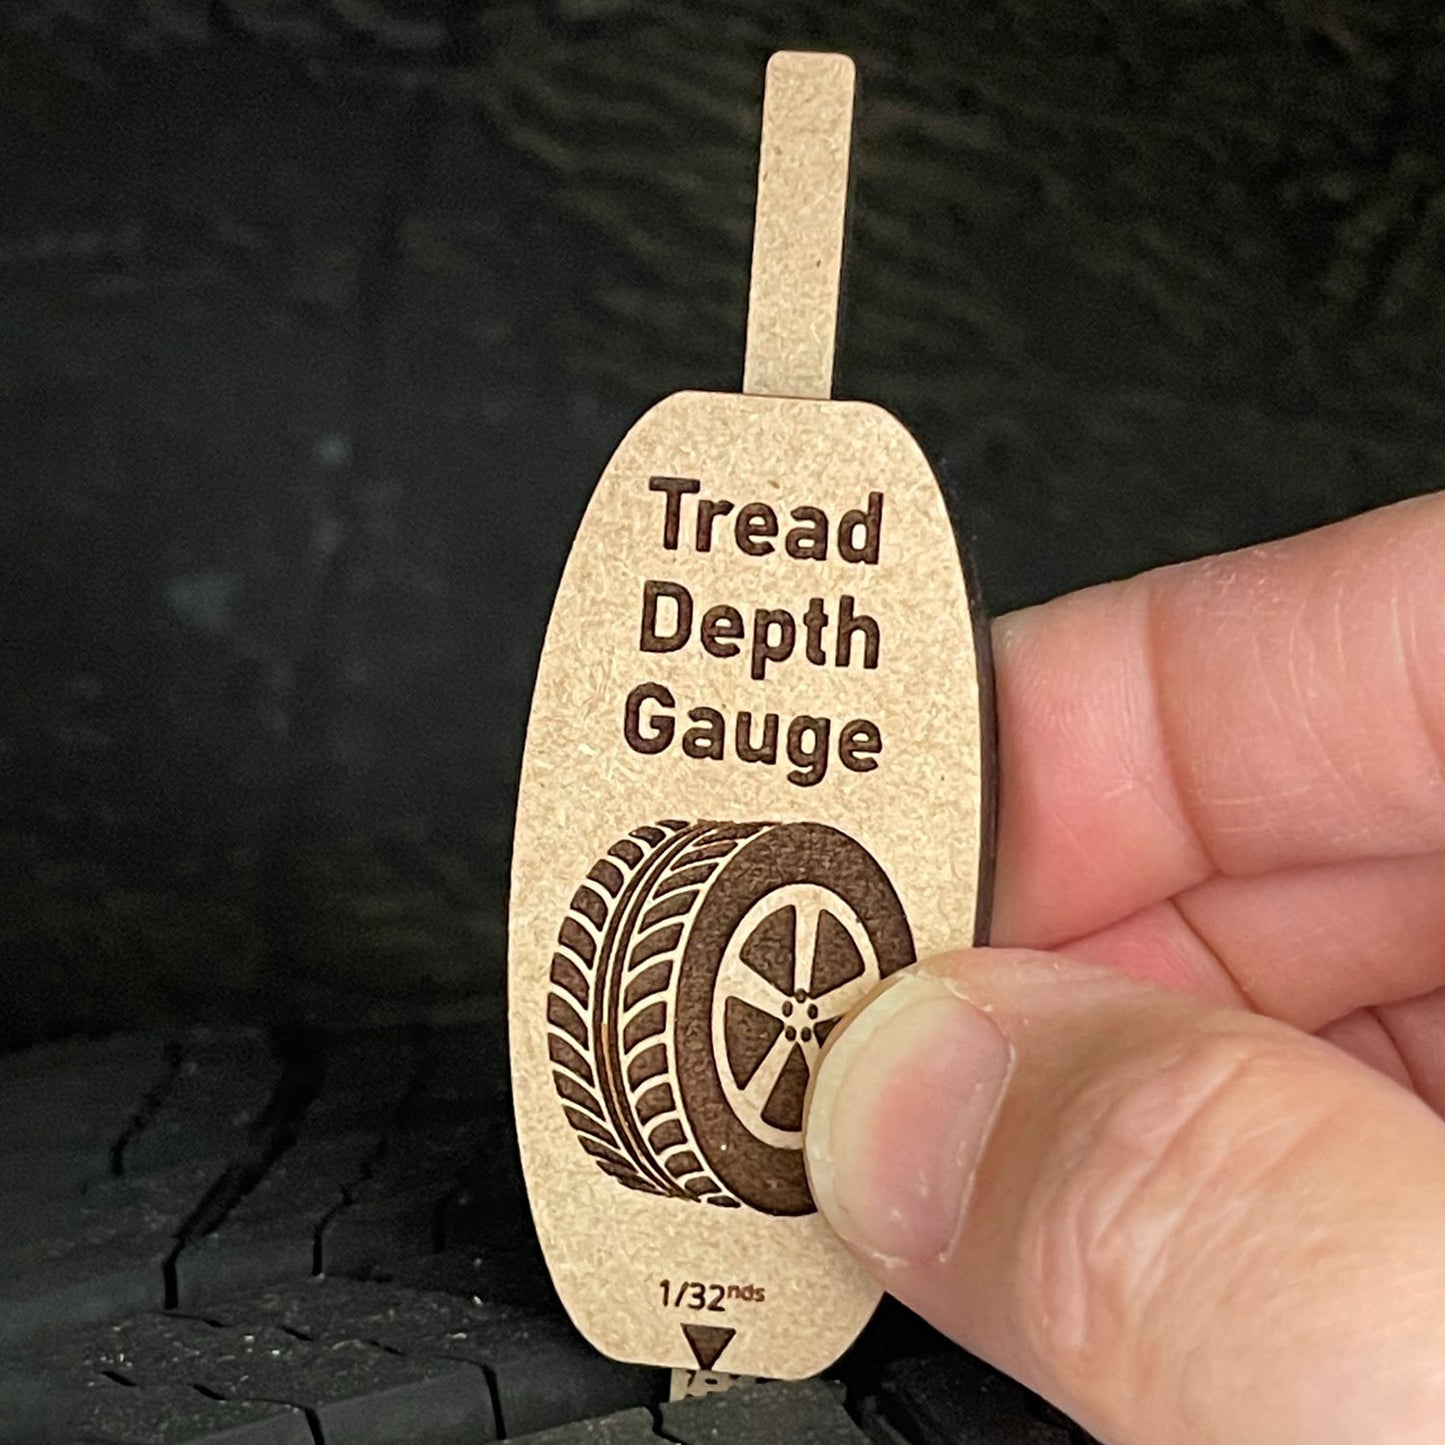 Tread
Depth
Gauge
1/32nds